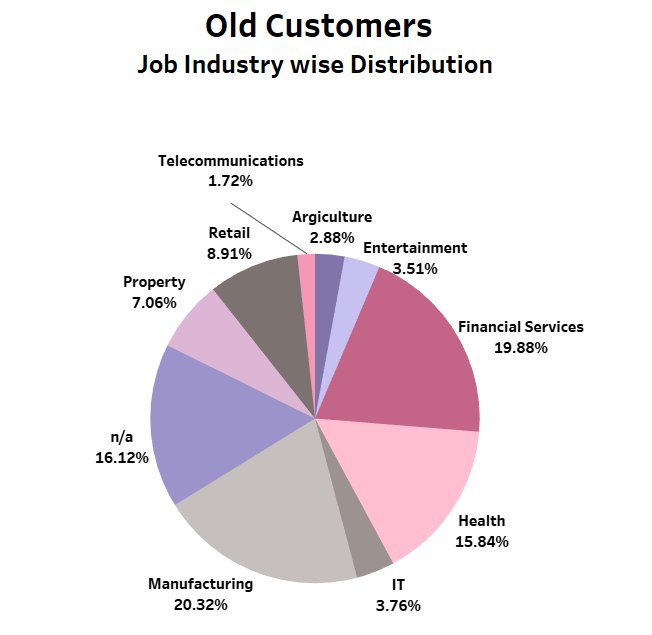 Old Customers
Job Industry wise Distribution
Telecommunications
1.72%
Argiculture
2.88%
Retail
8.91%
Entertainment
3.51%
Property
7.06%
Financial Services
19.88%
n/a
16.12%
Health
15.84%
Manufacturing
20.32%
IT
3.76%